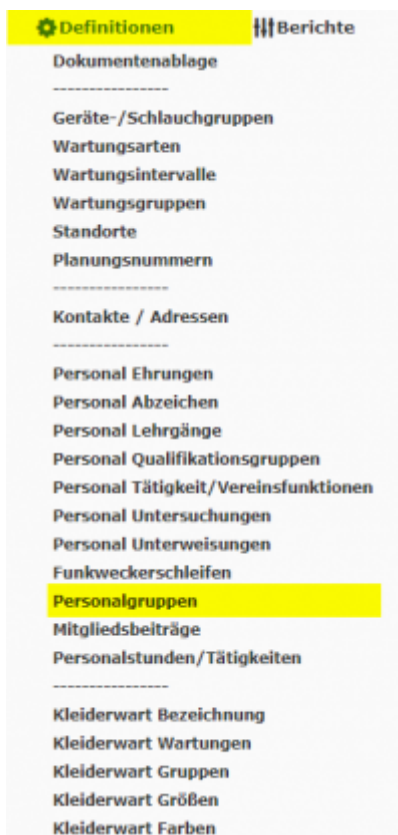 Definitionen Berichte
Dokumentenablage
----------------
Geräte-/Schlauchgruppen
Wartungsarten
Wartungsintervalle
Wartungsgruppen
Standorte
Planungsnummern
----------------
Kontakte / Adressen
----------------
Personal Ehrungen
Personal Abzeichen
Personal Lehrgänge
Personal Qualifikationsgruppen
Personal Tätigkeit/Vereinsfunktionen
Personal Untersuchungen
Personal Unterweisungen
Funkweckerschleifen
Personalgruppen
Mitgliedsbeiträge
Personalstunden/Tätigkeiten
----------------
Kleiderwart Bezeichnung
Kleiderwart Wartungen
Kleiderwart Gruppen
Kleiderwart Größen
Kleiderwart Farben